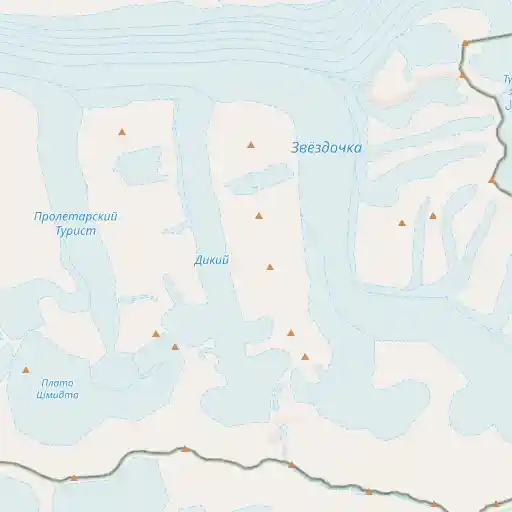 Звёздочка
Пролетарский
Турист
Дикий
Плато
Шмидта